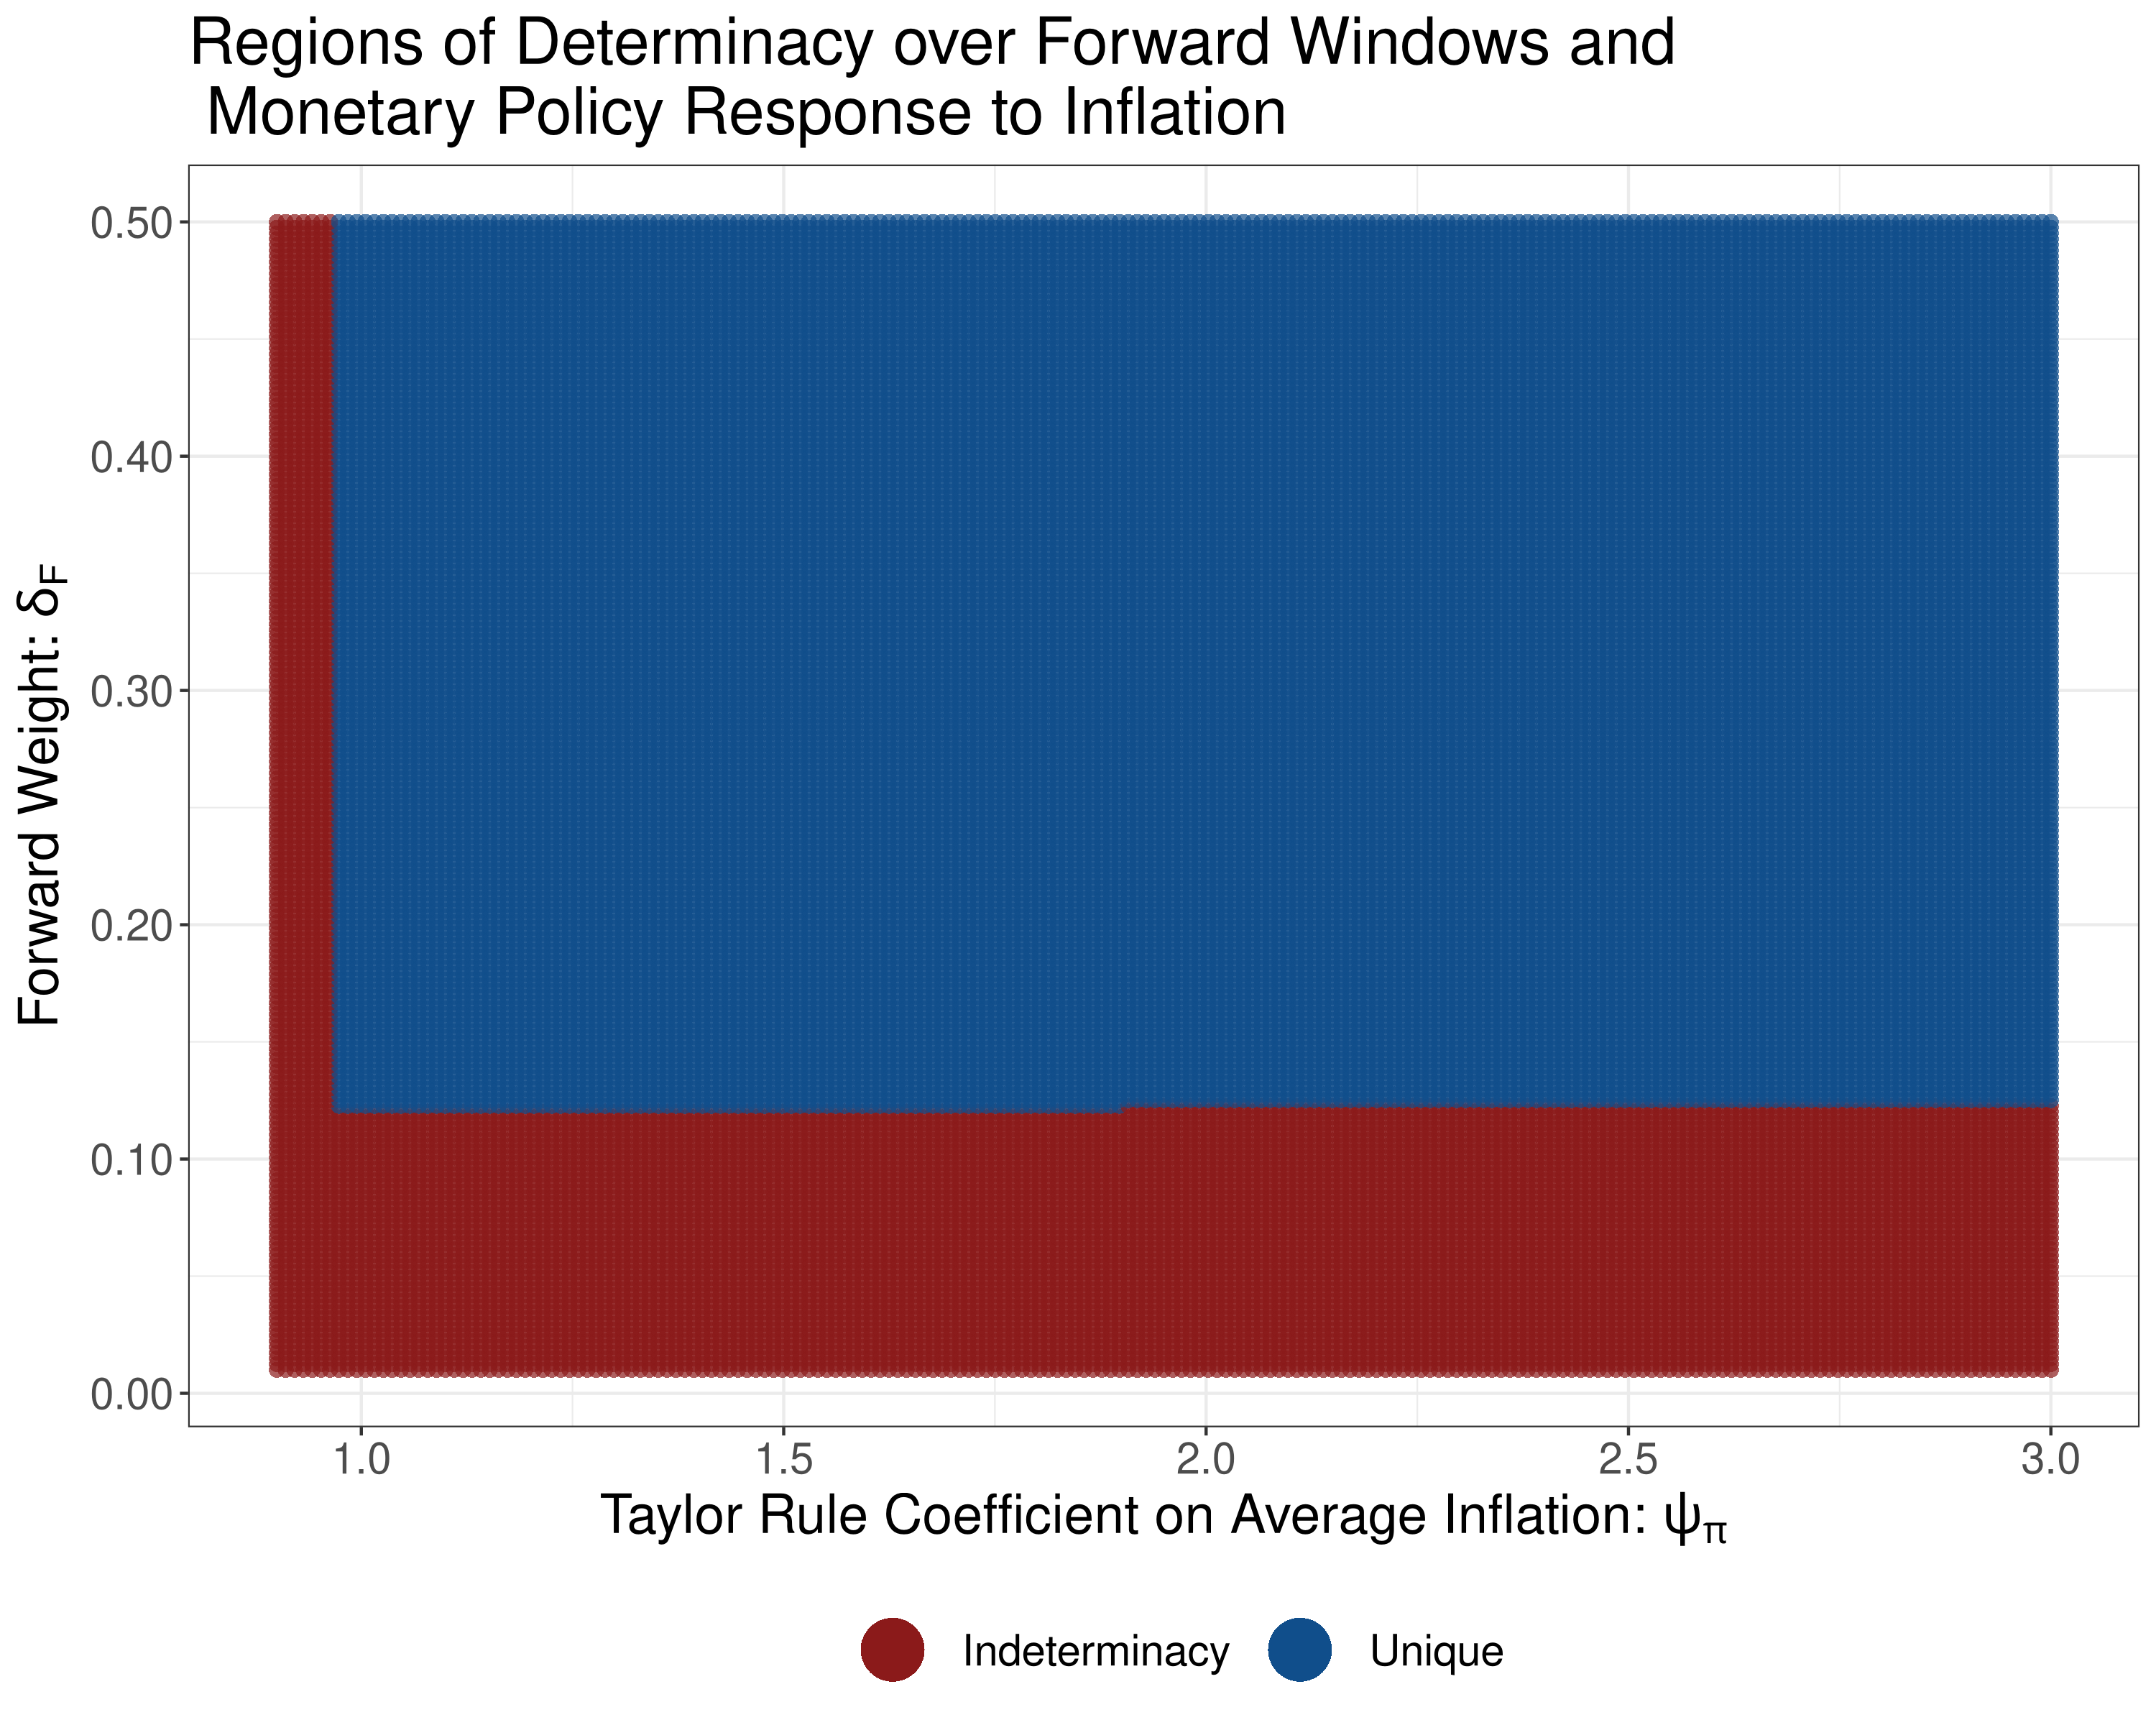 Regions of Determinacy over Forward Windows and
Monetary Policy Response to Inflation
Forward Weight: δF
0.50
0.40
0.30
0.20
0.10
0.00
1.0 1.5 2.0 2.5 3.0
Taylor Rule Coefficient on Average Inflation: ψπ
Indeterminacy Unique